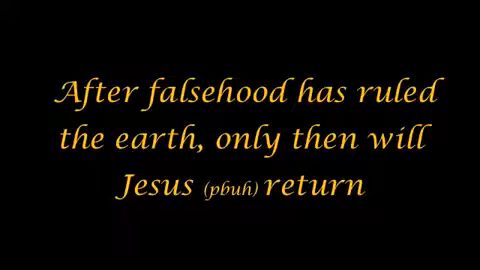 After falsehood has ruled
the earth, only then will
Jesus (pbuh) return